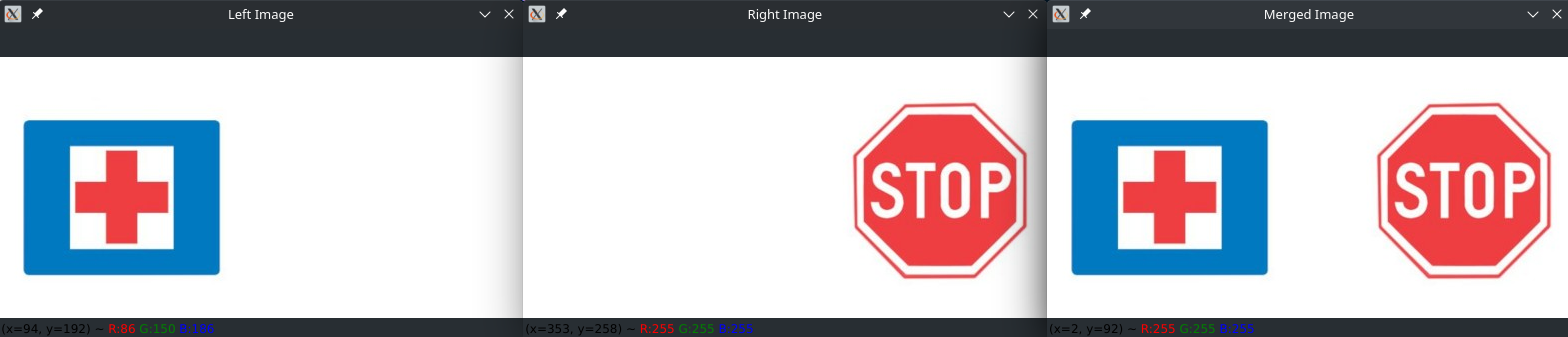 Left Image
Right Image
Merged Image
STOP
STOP
(x=94, y=192) ~ R:86 G:150 B:186
(x=353, y=258) ~ R:255 G:255 B:255
(x=2, y=92) ~ R:255 G:255 B:255